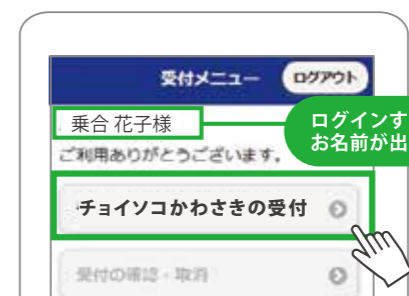 受付メニュー
ログアウト
乗合 花子様
ログインす
お名前が出
ご利用ありがとうございます。
チョイソコかわさきの受付
受付の確認・取消